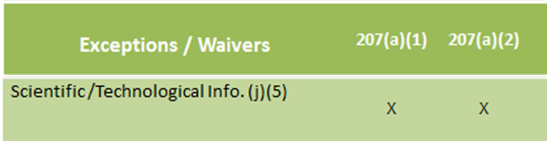 Exceptions / Waivers 207(a)(1) 207(a)(2)
Scientific/Technological Info. (j)(5)
X X